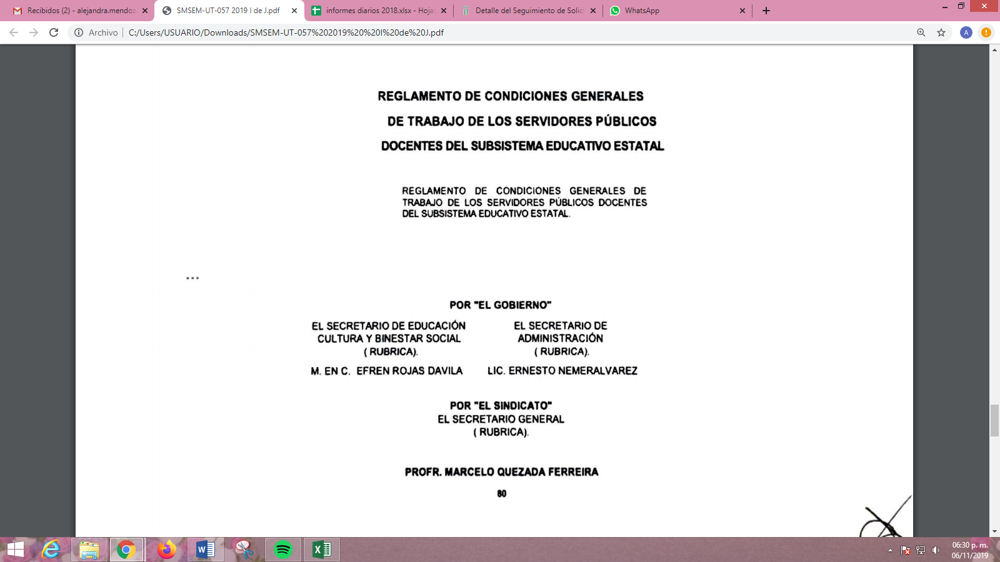 Recibidos (2) - alejandra.mendoz
SMSEM-UT-057 2019 I de J.pdf
informes diarios 2018.xlsx - Hoja
Detalle del Seguimiento de Solici
WhatsApp
Archivo
C:/Users/USUARIO/Downloads/SMSEM-UT-057%202019%20%20I%20de%20J.pdf
A
REGLAMENTO DE CONDICIONES GENERALES
DE TRABAJO DE LOS SERVIDORES PÚBLICOS
DOCENTES DEL SUBSISTEMA EDUCATIVO ESTATAL
REGLAMENTO DE CONDICIONES GENERALES DE
TRABAJO DE LOS SERVIDORES PÚBLICOS DOCENTES
DEL SUBSISTEMA EDUCATIVO ESTATAL.
...
POR "EL GOBIERNO"
EL SECRETARIO DE EDUCACIÓN
CULTURA Y BINESTAR SOCIAL
( RUBRICA).
M. EN C. EFREN ROJAS DAVILA
EL SECRETARIO DE
ADMINISTRACIÓN
( RUBRICA).
LIC. ERNESTO NEMERALVAREZ
POR "EL SINDICATO"
EL SECRETARIO GENERAL
( RUBRICA).
PROFR. MARCELO QUEZADA FERREIRA
80
06:30 p. m.
06/11/2019